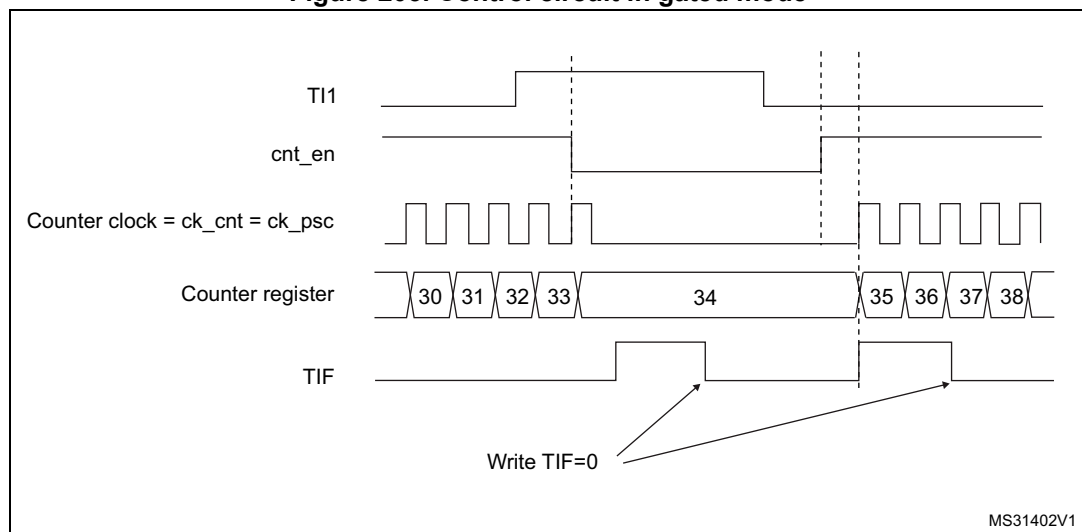 TI1
cnt_en
Counter clock = ck_cnt = ck_psc
Counter register
30 31 32 33 34 35 36 37 38
TIF
Write TIF=0
MS31402V1